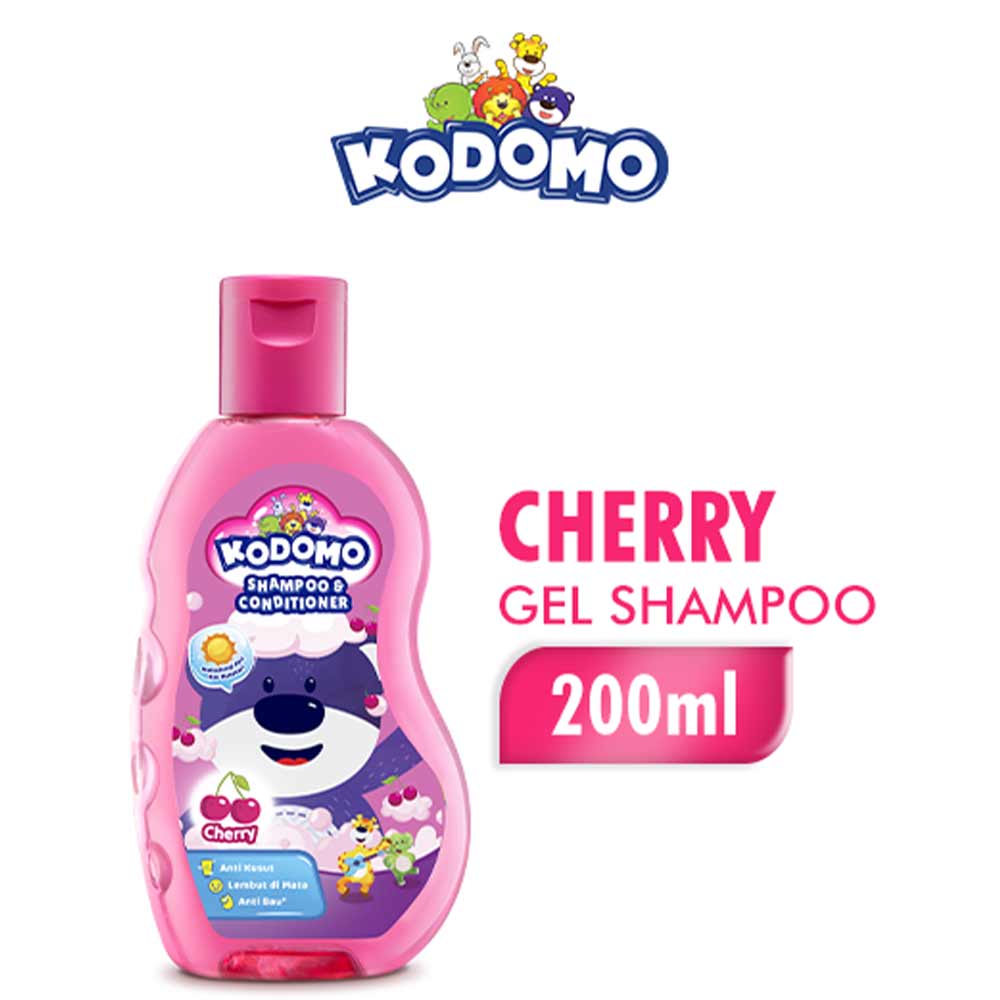 KODOMO
KODOMO
SHAMPOO &
CONDITIONER
Cherry
Anti Kusut
Lembut di Mata
Anti Bau*
CHERRY
GEL SHAMPOO
200ml